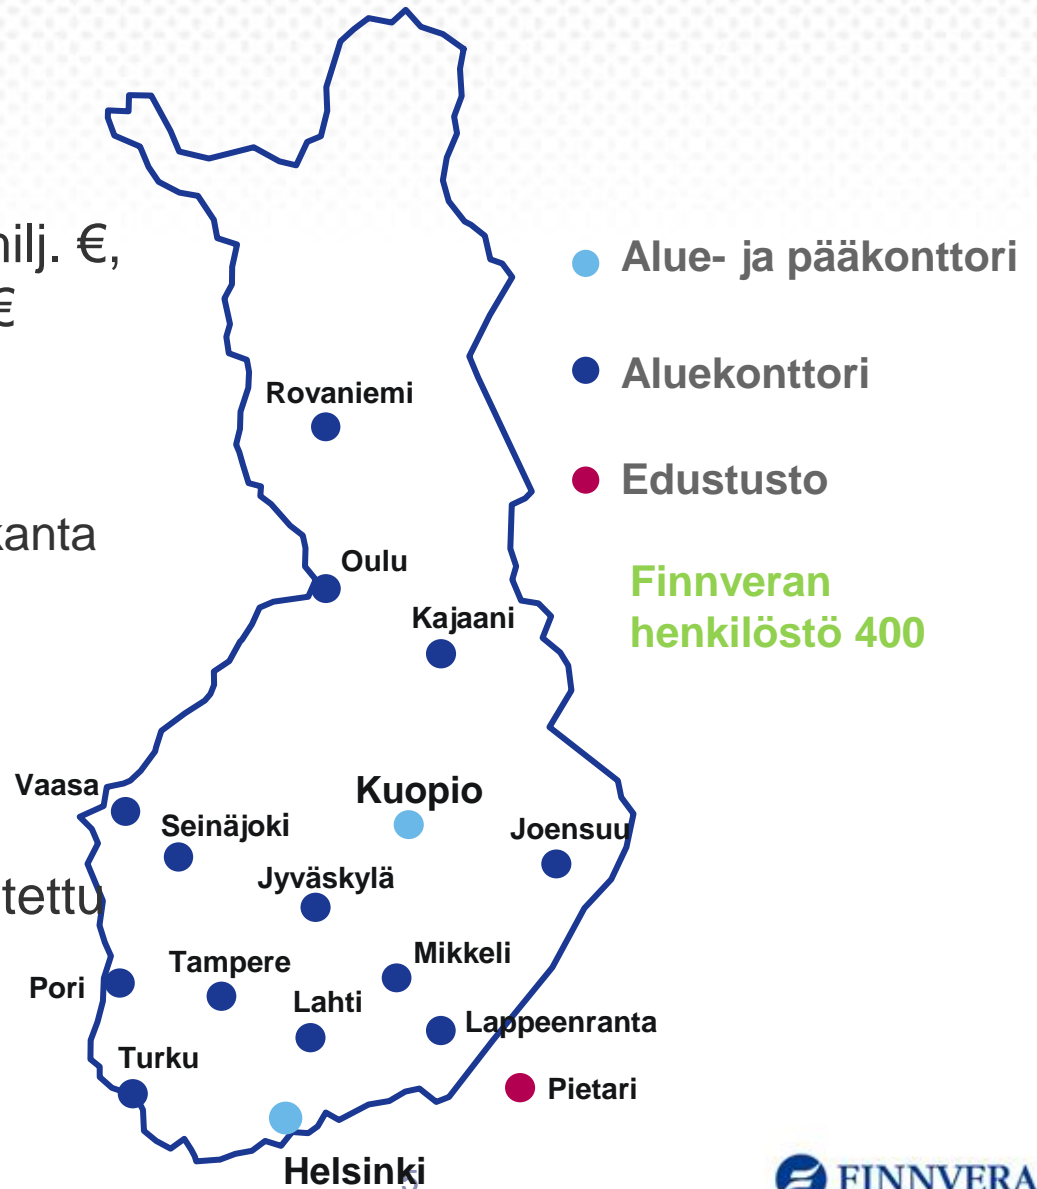 milj. €,
€
Alue- ja pääkonttori
Aluekonttori
Edustusto
Finnveran
henkilöstö 400
Rovaniemi
Oulu
Kajaani
Vaasa
Seinäjoki
Kuopio
Joensuu
Jyväskylä
tettu
Pori
Tampere
Mikkeli
Lahti
Lappeenranta
Turku
Pietari
Helsinki
5
FINNVERA
kanta